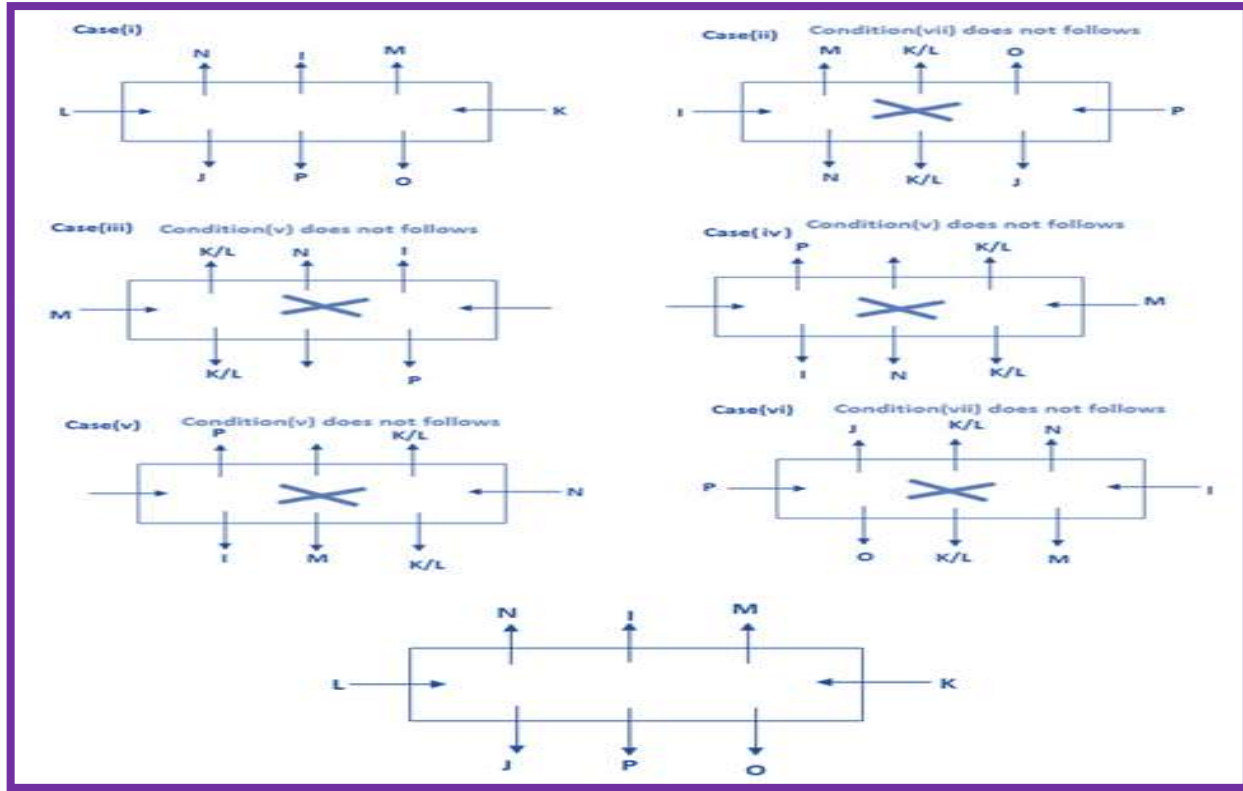 Case(i)
N I M
L K
J P O
Case(ii) Condition(vii) does not follows
M K/L O
I P
N K/L J
Case(iii) Condition(v) does not follows
K/L N I
M
K/L P
Case(iv) Condition(v) does not follows
P K/L
M
I N K/L
Case(v) Condition(v) does not follows
P K/L
N
I M K/L
Case(vi) Condition(vii) does not follows
J K/L N
P I
O K/L M
N I M
L K
J P O